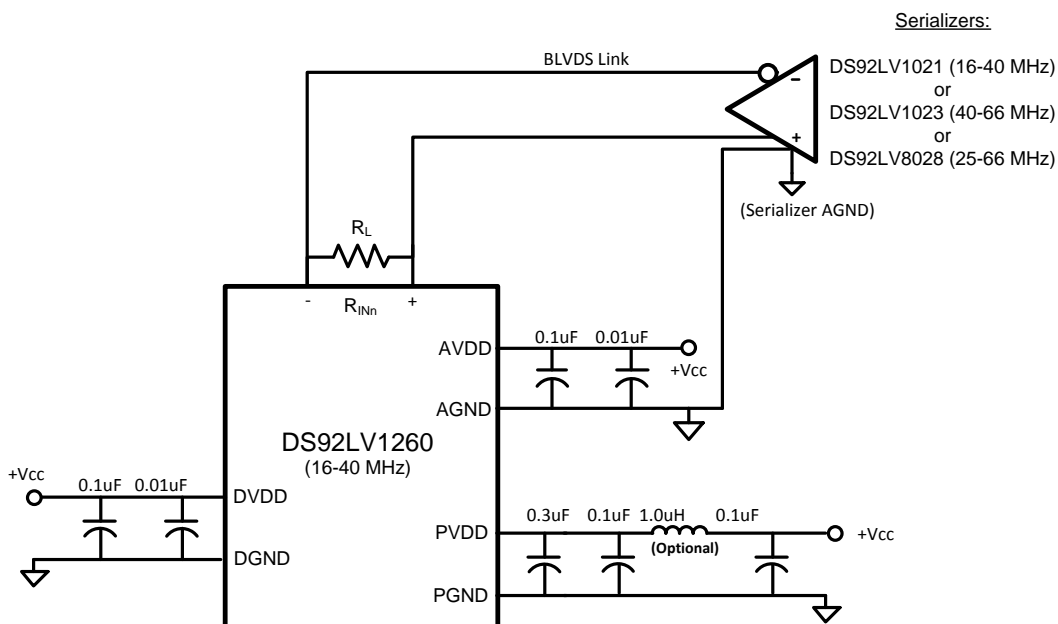 Serializers:
BLVDS Link
DS92LV1021 (16-40 MHz)
or
DS92LV1023 (40-66 MHz)
or
DS92LV8028 (25-66 MHz)
-
+
(Serializer AGND)
RL
- RINn +
AVDD 0.1uF 0.01uF +Vcc
AGND
DS92LV1260
(16-40 MHz)
+Vcc 0.1uF 0.01uF DVDD
DGND
PVDD 0.3uF 0.1uF 1.0uH 0.1uF +Vcc
(Optional)
PGND